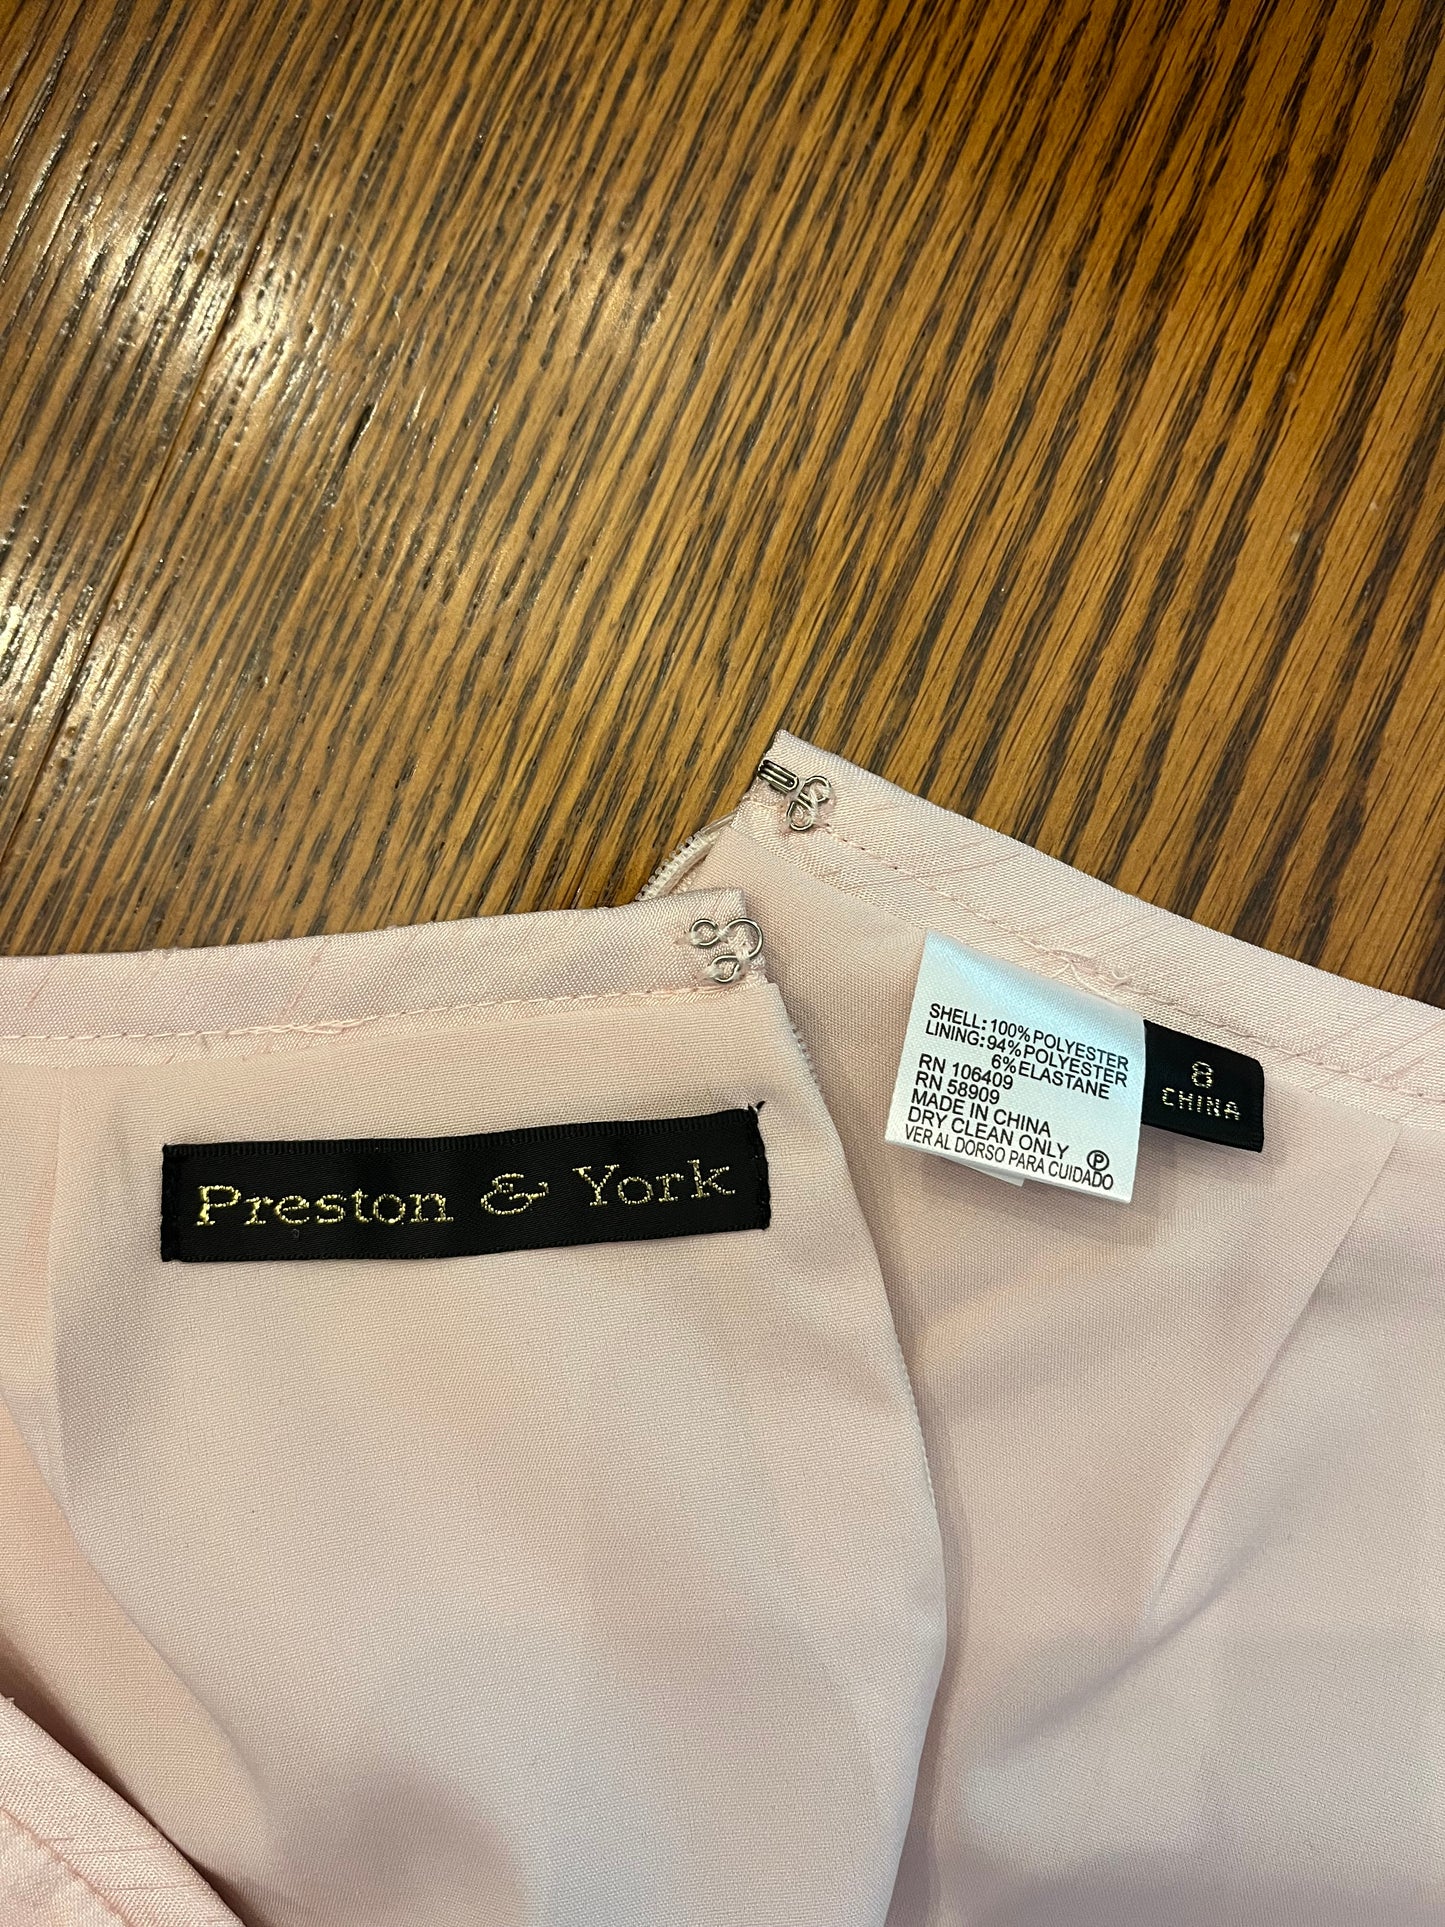 Preston & York
SHELL:100%POLYESTER
LINING:94%POLYESTER
6%ELASTANE
RN 106409
RN 58909
MADE IN CHINA
DRY CLEAN ONLY
VER AL DORSO PARA CUIDADO
P
8
CHINA